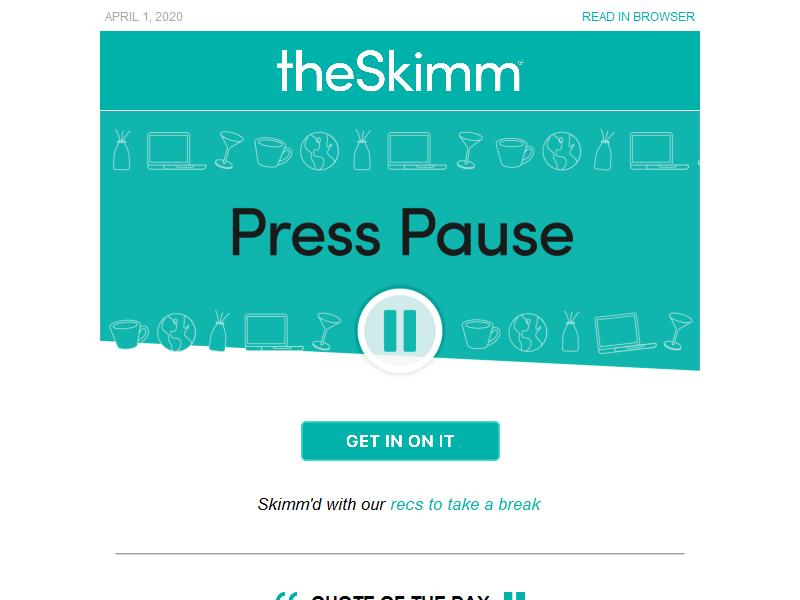 APRIL 1, 2020
READ IN BROWSER
theSkimm®
Press Pause
GET IN ON IT
Skimm'd with our recs to take a break
“ QUOTE OF THE DAY